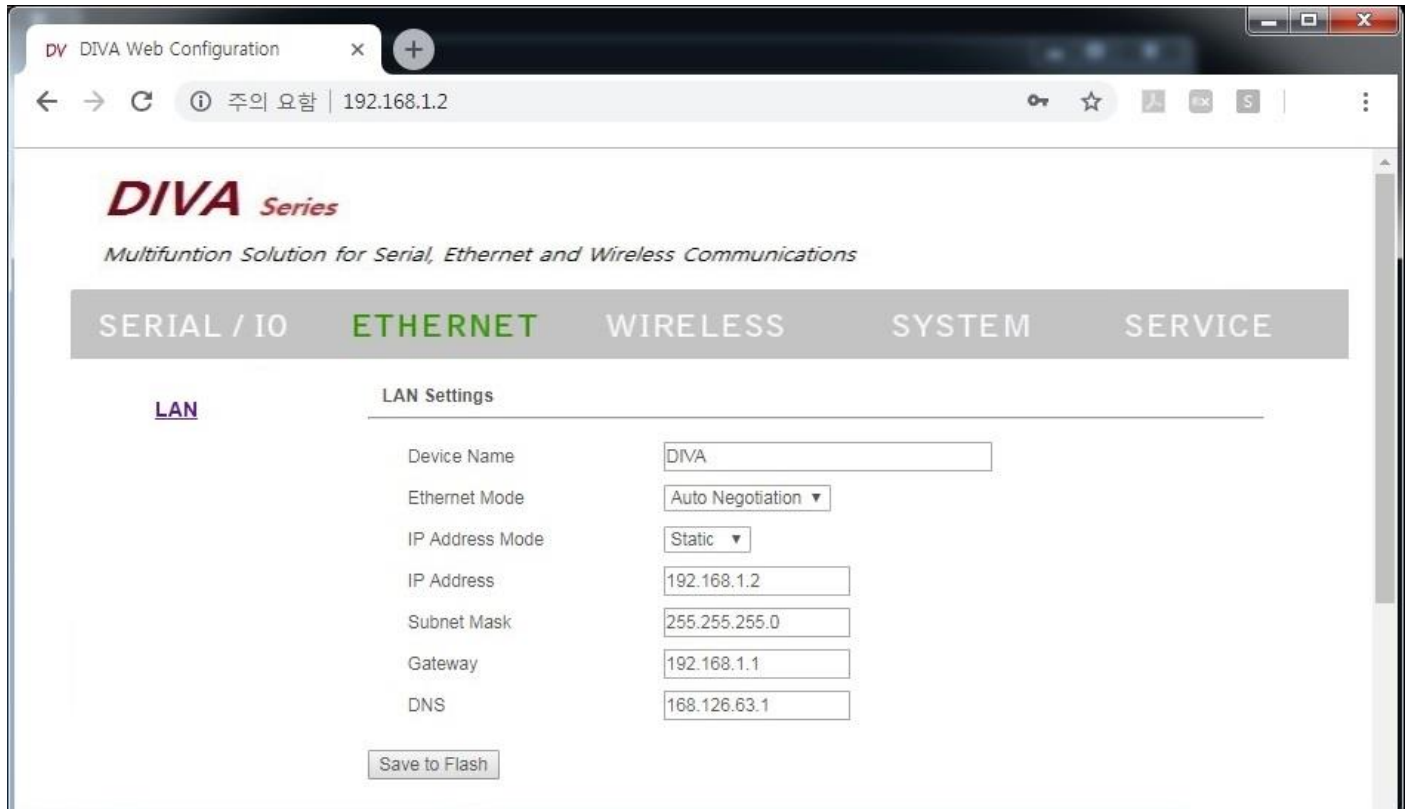 DV DIVA Web Configuration
주의 요함 192.168.1.2
DIVA Series
Multifuntion Solution for Serial, Ethernet and Wireless Communications
SERIAL / IO ETHERNET WIRELESS SYSTEM SERVICE
LAN
LAN Settings
Device Name DIVA
Ethernet Mode Auto Negotiation
IP Address Mode Static
IP Address 192.168.1.2
Subnet Mask 255.255.255.0
Gateway 192.168.1.1
DNS 168.126.63.1
Save to Flash